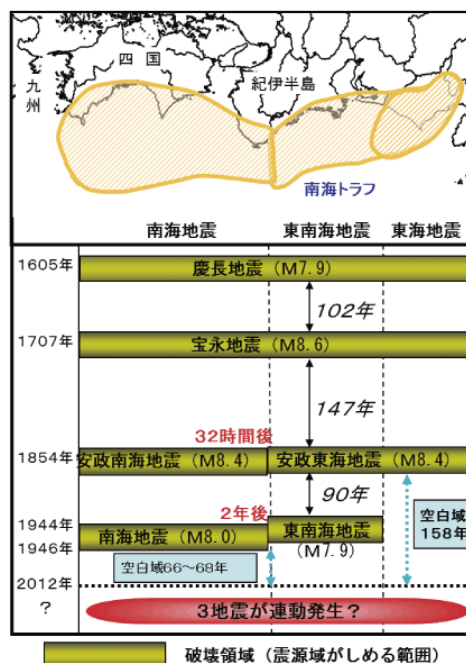 四 国
九州
紀伊半島
南海トラフ
南海地震 東南海地震 東海地震
1605年 慶長地震（M7.9）
102年
1707年 宝永地震（M8.6）
147年
32時間後
1854年 安政南海地震（M8.4） 安政東海地震（M8.4）
90年
2年後
1944年 東南海地震
（M7.9）
南海地震（M8.0）
1946年
空白域
158年
空白域66～68年
2012年
？ 3地震が連動発生？
破壊領域（震源域がしめる範囲）